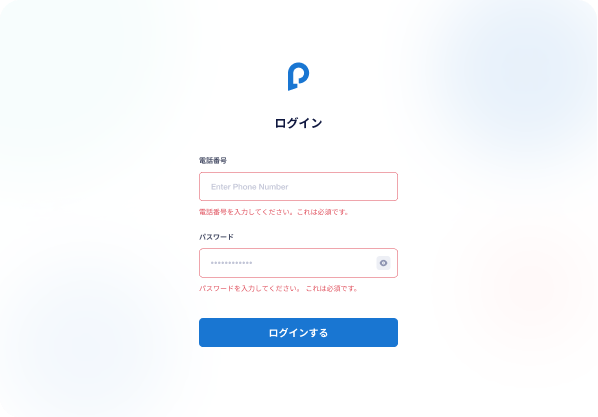 ログイン
電話番号
Enter Phone Number
電話番号を入力してください。これは必須です。
パスワード
••••••••••••
パスワードを入力してください。 これは必須です。
ログインする